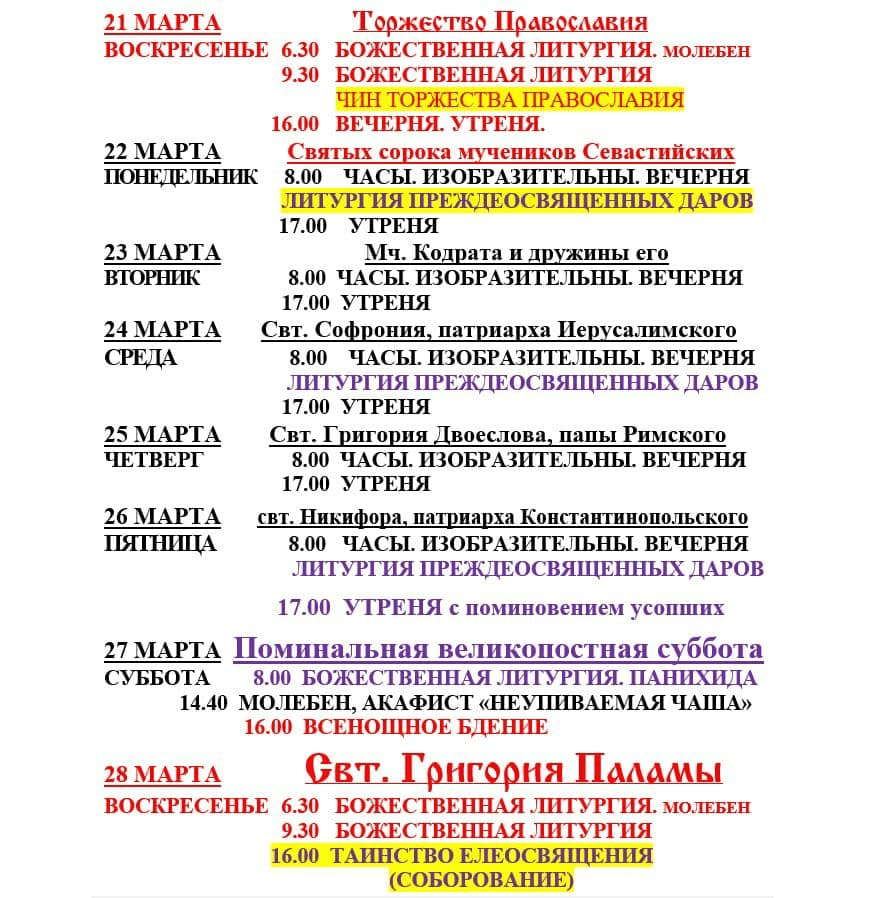 21 МАРТА Торжество Православия
ВОСКРЕСЕНЬЕ 6.30 БОЖЕСТВЕННАЯ ЛИТУРГИЯ. МОЛЕБЕН
9.30 БОЖЕСТВЕННАЯ ЛИТУРГИЯ
ЧИН ТОРЖЕСТВА ПРАВОСЛАВИЯ
16.00 ВЕЧЕРНЯ. УТРЕНЯ.
22 МАРТА Святых сорока мучеников Севастийских
ПОНЕДЕЛЬНИК 8.00 ЧАСЫ. ИЗОБРАЗИТЕЛЬНЫ. ВЕЧЕРНЯ
ЛИТУРГИЯ ПРЕЖДЕОСВЯЩЕННЫХ ДАРОВ
17.00 УТРЕНЯ
23 МАРТА Мч. Кодрата и дружины его
ВТОРНИК 8.00 ЧАСЫ. ИЗОБРАЗИТЕЛЬНЫ. ВЕЧЕРНЯ
17.00 УТРЕНЯ
24 МАРТА Свт. Софрония, патриарха Иерусалимского
СРЕДА 8.00 ЧАСЫ. ИЗОБРАЗИТЕЛЬНЫ. ВЕЧЕРНЯ
ЛИТУРГИЯ ПРЕЖДЕОСВЯЩЕННЫХ ДАРОВ
17.00 УТРЕНЯ
25 МАРТА Свт. Григория Двоеслова, папы Римского
ЧЕТВЕРГ 8.00 ЧАСЫ. ИЗОБРАЗИТЕЛЬНЫ. ВЕЧЕРНЯ
17.00 УТРЕНЯ
26 МАРТА свт. Никифора, патриарха Константинопольского
ПЯТНИЦА 8.00 ЧАСЫ. ИЗОБРАЗИТЕЛЬНЫ. ВЕЧЕРНЯ
ЛИТУРГИЯ ПРЕЖДЕОСВЯЩЕННЫХ ДАРОВ
17.00 УТРЕНЯ с поминовением усопших
27 МАРТА Поминальная великопостная суббота
СУББОТА 8.00 БОЖЕСТВЕННАЯ ЛИТУРГИЯ. ПАНИХИДА
14.40 МОЛЕБЕН, АКАФИСТ «НЕУПИВАЕМАЯ ЧАША»
16.00 ВСЕНОЩНОЕ БДЕНИЕ
28 МАРТА Свт. Григория Паламы
ВОСКРЕСЕНЬЕ 6.30 БОЖЕСТВЕННАЯ ЛИТУРГИЯ. МОЛЕБЕН
9.30 БОЖЕСТВЕННАЯ ЛИТУРГИЯ
16.00 ТАИНСТВО ЕЛЕОСВЯЩЕНИЯ
(СОБОРОВАНИЕ)